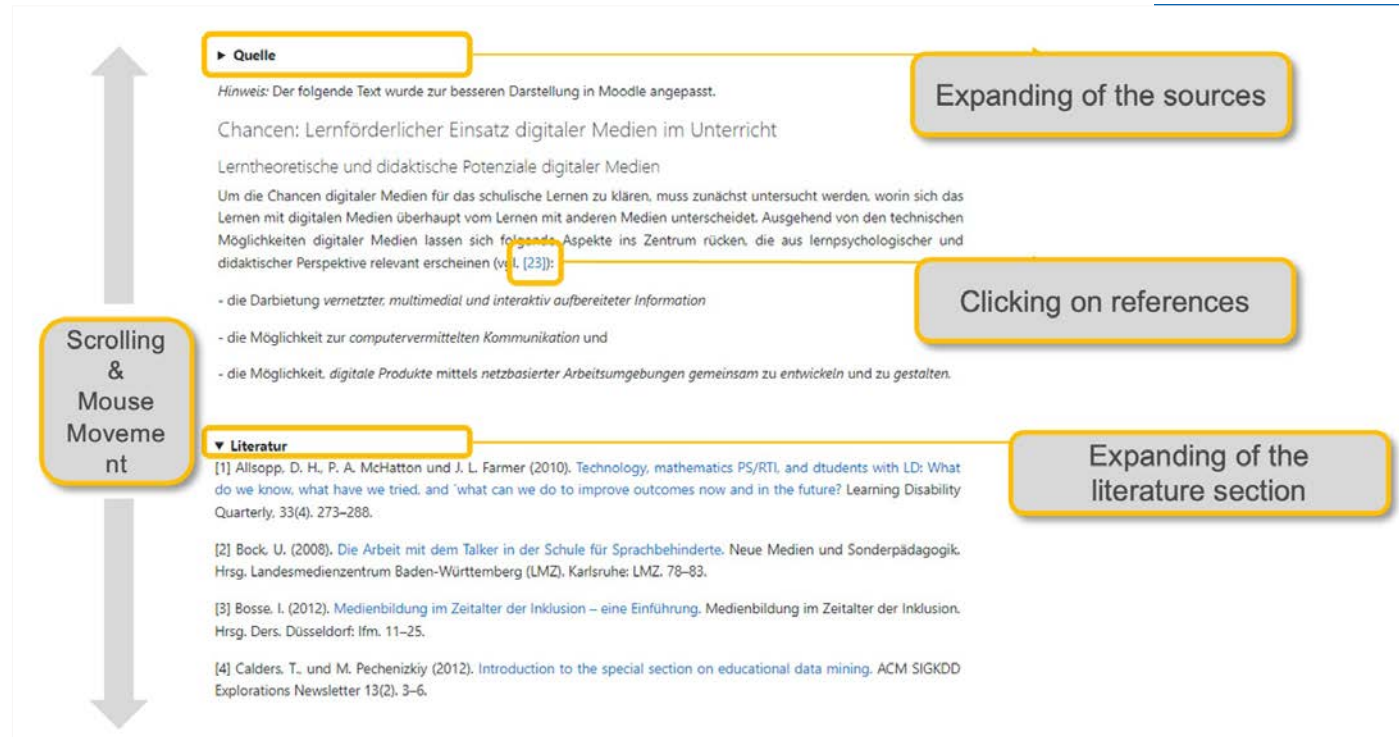 ► Quelle
Expanding of the sources
Hinweis: Der folgende Text wurde zur besseren Darstellung in Moodle angepasst.
Chancen: Lernförderlicher Einsatz digitaler Medien im Unterricht
Lerntheoretische und didaktische Potenziale digitaler Medien
Um die Chancen digitaler Medien für das schulische Lernen zu klären, muss zunächst untersucht werden, worin sich das
Lernen mit digitalen Medien überhaupt vom Lernen mit anderen Medien unterscheidet. Ausgehend von den technischen
Möglichkeiten digitaler Medien lassen sich folgende Aspekte ins Zentrum rücken, die aus lernpsychologischer und
didaktischer Perspektive relevant erscheinen (vgl. [23]):
Clicking on references
- die Darbietung vernetzter, multimedial und interaktiv aufbereiteter Information
- die Möglichkeit zur computervermittelten Kommunikation und
- die Möglichkeit, digitale Produkte mittels netzbasierter Arbeitsumgebungen gemeinsam zu entwickeln und zu gestalten.
Scrolling
&
Mouse
Moveme
nt
▼ Literatur
Expanding of the
literature section
[1] Allsopp, D. H., P. A. McHatton und J. L. Farmer (2010). Technology, mathematics PS/RTI, and dtudents with LD: What
do we know, what have we tried, and ´what can we do to improve outcomes now and in the future? Learning Disability
Quarterly, 33(4). 273–288.
[2] Bock, U. (2008). Die Arbeit mit dem Talker in der Schule für Sprachbehinderte. Neue Medien und Sonderpädagogik.
Hrsg. Landesmedienzentrum Baden-Württemberg (LMZ). Karlsruhe: LMZ. 78–83.
[3] Bosse, I. (2012). Medienbildung im Zeitalter der Inklusion – eine Einführung. Medienbildung im Zeitalter der Inklusion.
Hrsg. Ders. Düsseldorf: lfm. 11–25.
[4] Calders, T., und M. Pechenizkiy (2012). Introduction to the special section on educational data mining. ACM SIGKDD
Explorations Newsletter 13(2). 3–6.